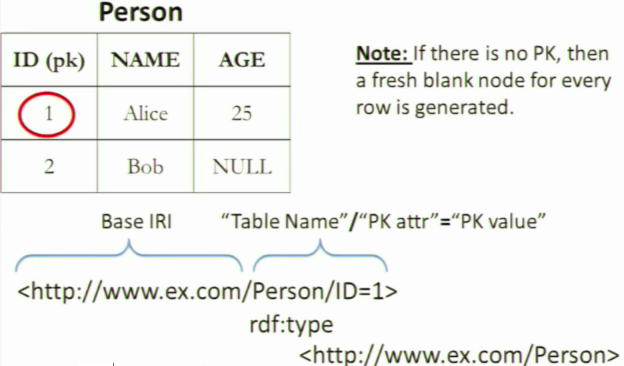 Person
ID (pk) NAME AGE
1 Alice 25
2 Bob NULL
Note: If there is no PK, then
a fresh blank node for every
row is generated.
Base IRI "Table Name"/"PK attr"="PK value"
<http://www.ex.com/Person/ID=1>
rdf:type
<http://www.ex.com/Person>